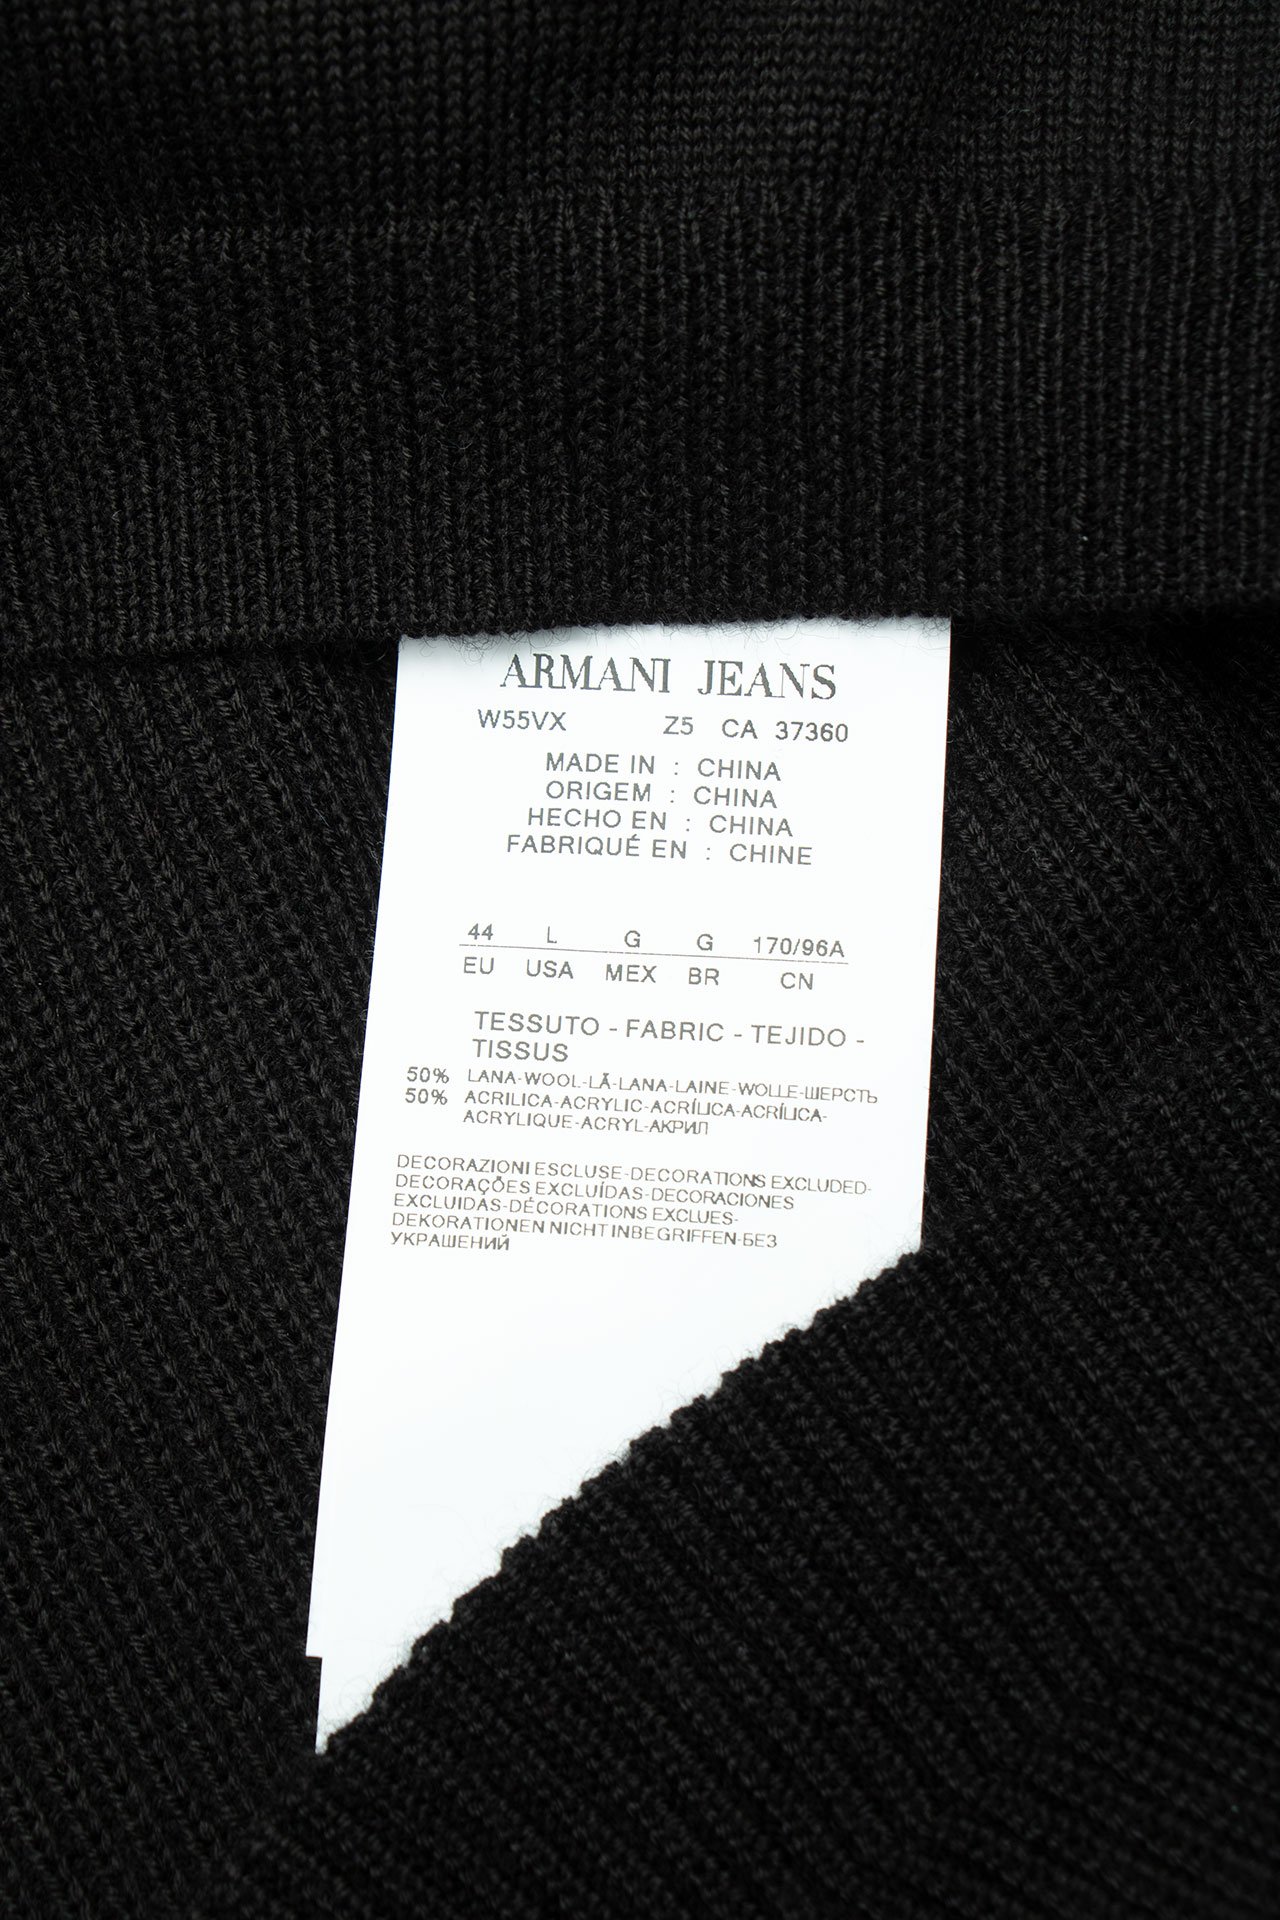 ARMANI JEANS
W55VX Z5 CA 37360
MADE IN : CHINA
ORIGEM : CHINA
HECHO EN : CHINA
FABRIQUÉ EN : CHINE
44 L G G 170/96A
EU USA MEX BR CN
TESSUTO - FABRIC - TEJIDO -
TISSUS
50% LANA-WOOL-LÃ-LANA-LAINE-WOLLE-ШЕРСТЬ
50% ACRILICA-ACRYLIC-ACRÍLICA-ACRÍLICA-
ACRYLIQUE-ACRYL-АКРИЛ
DECORAZIONI ESCLUSE-DECORATIONS EXCLUDED-
DECORAÇÕES EXCLUÍDAS-DECORACIONES
EXCLUIDAS-DÉCORATIONS EXCLUES-
DEKORATIONEN NICHT INBEGRIFFEN-БЕЗ
УКРАШЕНИЙ